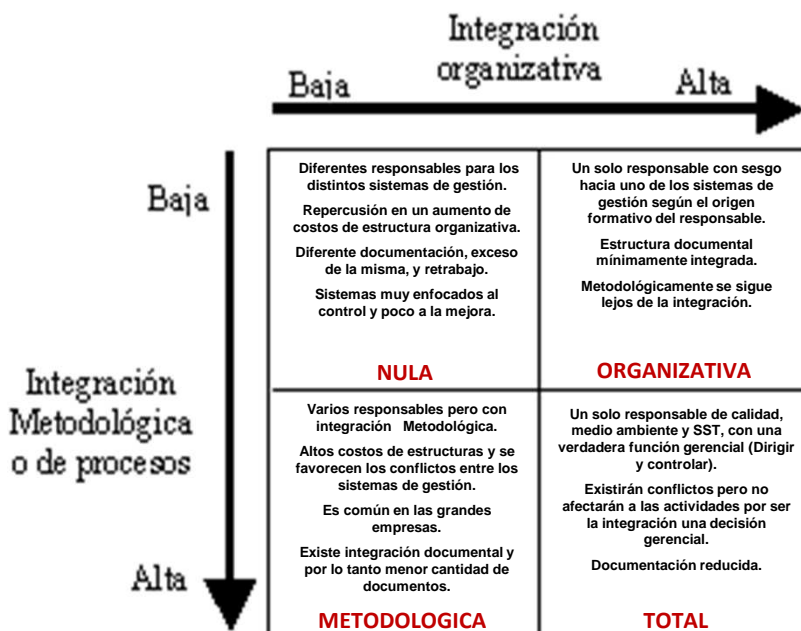 Integración
organizativa
Baja
Alta
Baja
Integración
Metodológica
o de procesos
Alta
Diferentes responsables para los
distintos sistemas de gestión.
Repercusión en un aumento de
costos de estructura organizativa.
Diferente documentación, exceso
de la misma, y retrabajo.
Sistemas muy enfocados al
control y poco a la mejora.
NULA
Un solo responsable con sesgo
hacia uno de los sistemas de
gestión según el origen
formativo del responsable.
Estructura documental
mínimamente integrada.
Metodológicamente se sigue
lejos de la integración.
ORGANIZATIVA
Varios responsables pero con
integración Metodológica.
Altos costos de estructuras y se
favorecen los conflictos entre los
sistemas de gestión.
Es común en las grandes
empresas.
Existe integración documental y
por lo tanto menor cantidad de
documentos.
METODOLOGICA
Un solo responsable de calidad,
medio ambiente y SST, con una
verdadera función gerencial (Dirigir
y controlar).
Existirán conflictos pero no
afectarán a las actividades por ser
la integración una decisión
gerencial.
Documentación reducida.
TOTAL